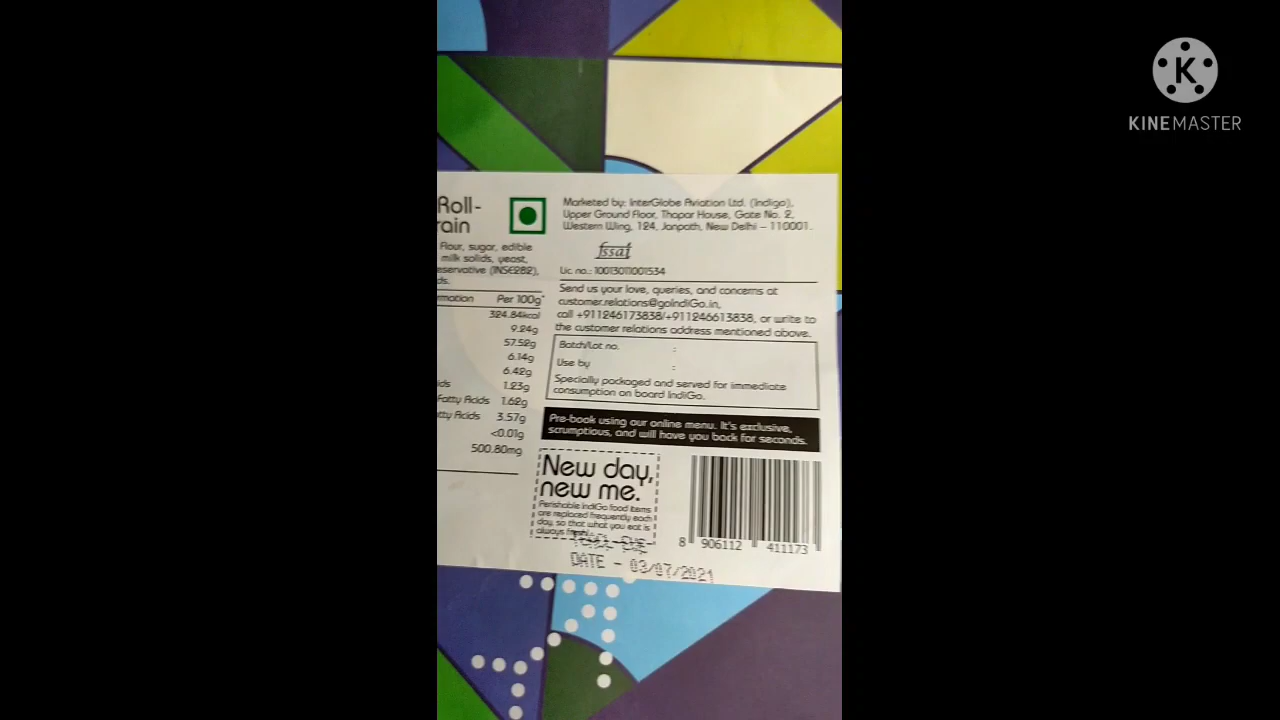 KINEMASTER
Roll-
rain
Flour, sugar, edible
milk solids, yeast,
eservative (INSE282),
ds.
rmation Per 100g*
324.84kcal
9.24g
57.52g
6.14g
6.42g
ids 1.23g
Fatty Acids 1.62g
tty Acids 3.57g
<0.01g
500.80mg
Marketed by: InterGlobe Aviation Ltd. (Indigo),
Upper Ground Floor, Thapar House, Gate No. 2,
Western Wing, 124, Janpath, New Delhi – 110001.
fssai
Lic no.: 10013011001534
Send us your love, queries, and concerns at
customer.relations@goIndiGo.in,
call +911246173838/+911246613838, or write to
the customer relations address mentioned above.
Batch/Lot no. :
Use by :
Specially packaged and served for immediate
consumption on board IndiGo.
Pre-book using our online menu. It's exclusive,
scrumptious, and will have you back for seconds.
New day,
new me.
Perishable IndiGo food items
are replaced frequently each
day, so that what you eat is
always fresh!
DATE - 03/07/2021
8 906112 411173